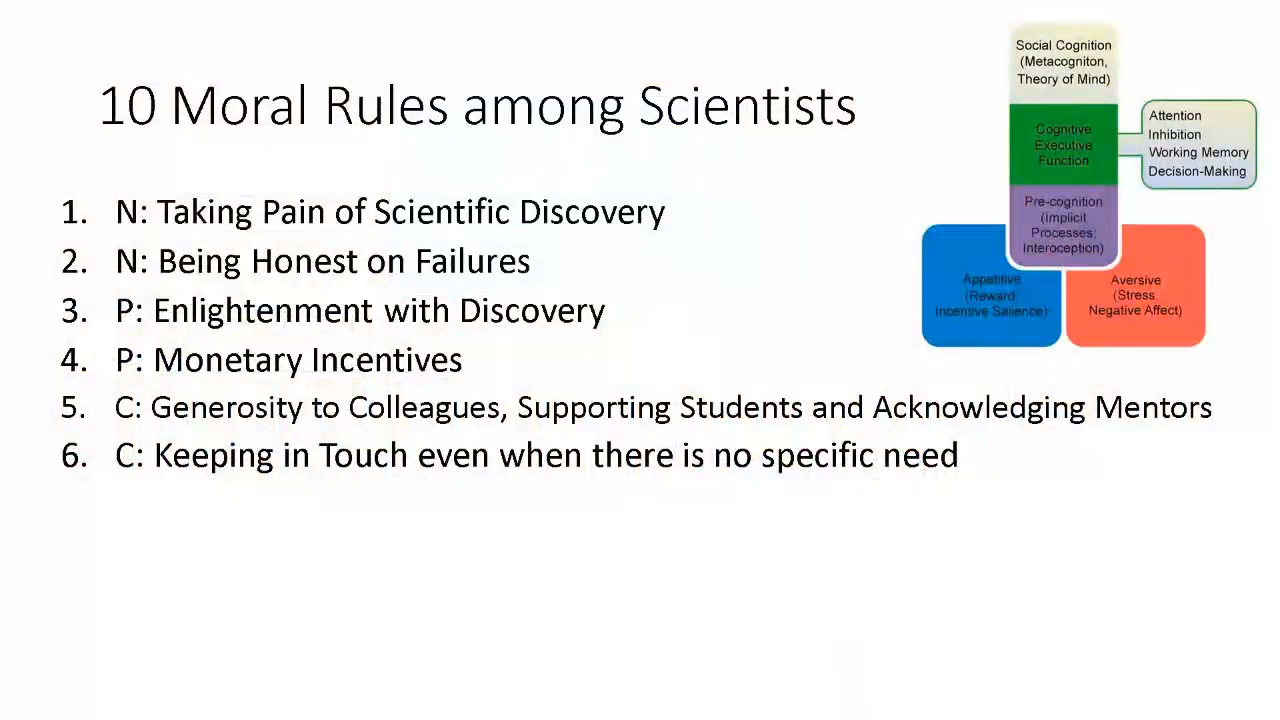 10 Moral Rules among Scientists
1. N: Taking Pain of Scientific Discovery
2. N: Being Honest on Failures
3. P: Enlightenment with Discovery
4. P: Monetary Incentives
5. C: Generosity to Colleagues, Supporting Students and Acknowledging Mentors
6. C: Keeping in Touch even when there is no specific need
Social Cognition
(Metacogniton,
Theory of Mind)
Cognitive
Executive
Function
Attention
Inhibition
Working Memory
Decision-Making
Pre-cognition
(Implicit
Processes;
Interoception)
Appetitive
(Reward
Incentive Salience)
Aversive
(Stress,
Negative Affect)